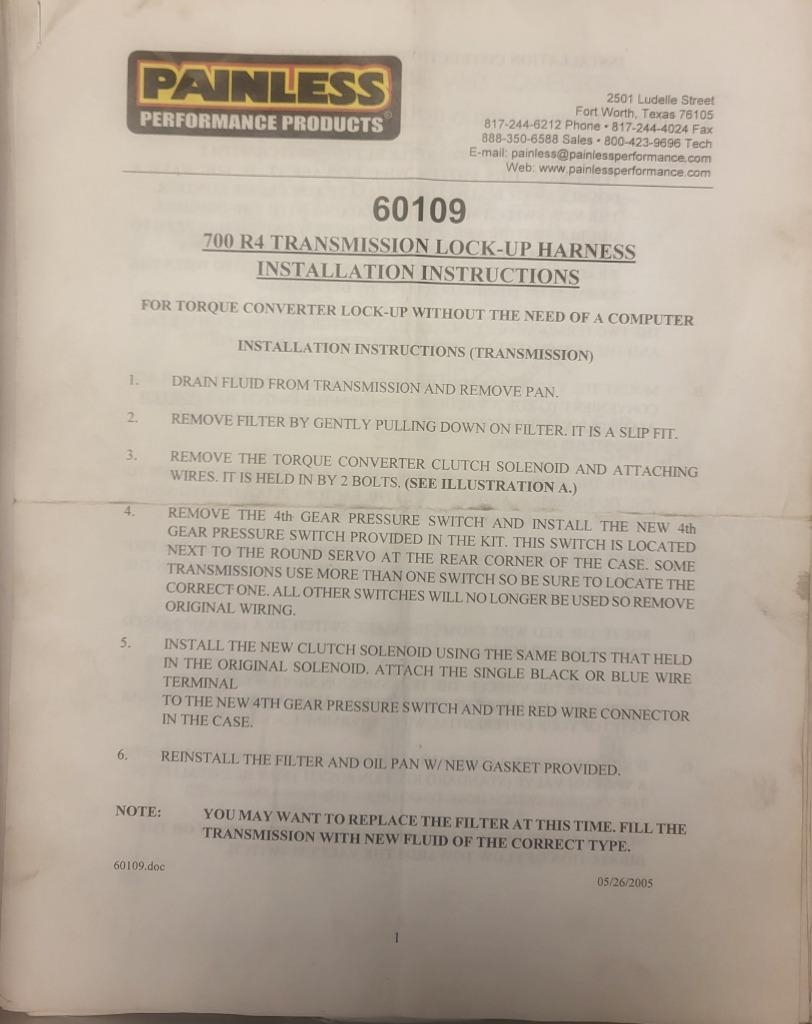 PAINLESS
PERFORMANCE PRODUCTS®
2501 Ludelle Street
Fort Worth, Texas 76105
817-244-6212 Phone • 817-244-4024 Fax
888-350-6588 Sales • 800-423-9696 Tech
E-mail: painless@painlessperformance.com
Web: www.painlessperformance.com
60109
700 R4 TRANSMISSION LOCK-UP HARNESS
INSTALLATION INSTRUCTIONS
FOR TORQUE CONVERTER LOCK-UP WITHOUT THE NEED OF A COMPUTER
INSTALLATION INSTRUCTIONS (TRANSMISSION)
1. DRAIN FLUID FROM TRANSMISSION AND REMOVE PAN.
2. REMOVE FILTER BY GENTLY PULLING DOWN ON FILTER. IT IS A SLIP FIT.
3. REMOVE THE TORQUE CONVERTER CLUTCH SOLENOID AND ATTACHING
WIRES. IT IS HELD IN BY 2 BOLTS. (SEE ILLUSTRATION A.)
4. REMOVE THE 4th GEAR PRESSURE SWITCH AND INSTALL THE NEW 4th
GEAR PRESSURE SWITCH PROVIDED IN THE KIT. THIS SWITCH IS LOCATED
NEXT TO THE ROUND SERVO AT THE REAR CORNER OF THE CASE. SOME
TRANSMISSIONS USE MORE THAN ONE SWITCH SO BE SURE TO LOCATE THE
CORRECT ONE. ALL OTHER SWITCHES WILL NO LONGER BE USED SO REMOVE
ORIGINAL WIRING.
5. INSTALL THE NEW CLUTCH SOLENOID USING THE SAME BOLTS THAT HELD
IN THE ORIGINAL SOLENOID. ATTACH THE SINGLE BLACK OR BLUE WIRE
TERMINAL
TO THE NEW 4TH GEAR PRESSURE SWITCH AND THE RED WIRE CONNECTOR
IN THE CASE.
6. REINSTALL THE FILTER AND OIL PAN W/ NEW GASKET PROVIDED.
NOTE: YOU MAY WANT TO REPLACE THE FILTER AT THIS TIME. FILL THE
TRANSMISSION WITH NEW FLUID OF THE CORRECT TYPE.
60109.doc
05/26/2005
1